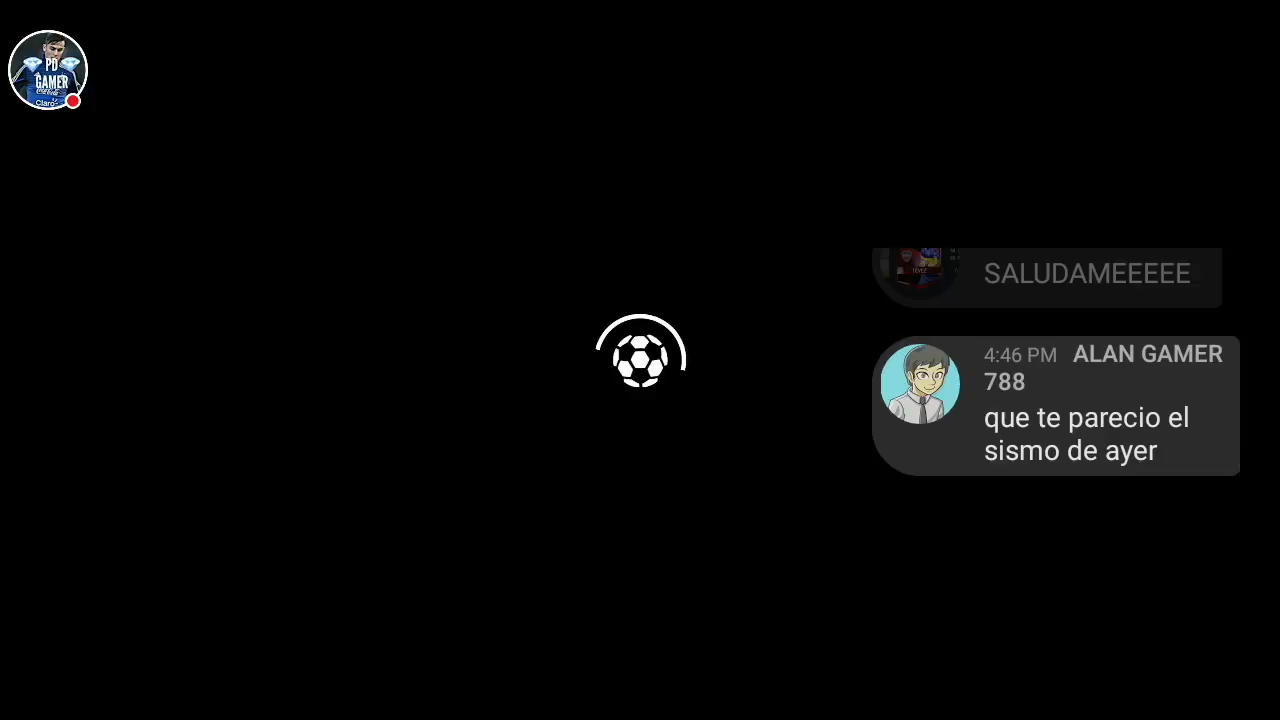 PD
GAMER
Claro
SALUDAMEEEEE
4:46 PM ALAN GAMER
788
que te parecio el
sismo de ayer